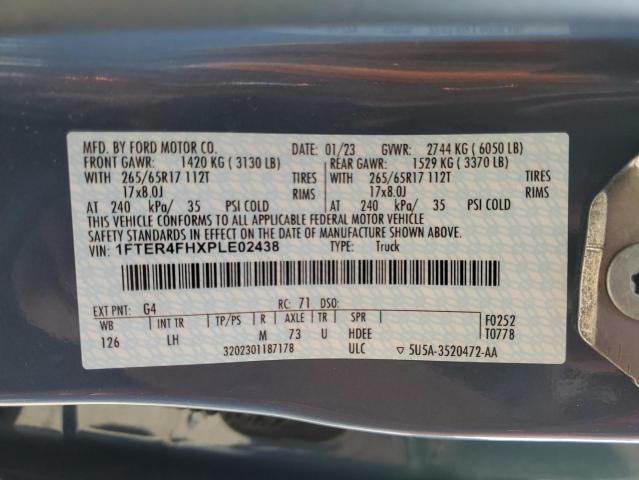 MFD. BY FORD MOTOR CO. DATE: 01/23 GVWR: 2744 KG ( 6050 LB)
FRONT GAWR: 1420 KG ( 3130 LB) REAR GAWR: 1529 KG ( 3370 LB)
WITH 265/65R17 112T TIRES WITH 265/65R17 112T TIRES
17x8.0J RIMS 17x8.0J RIMS
AT 240 kPa/ 35 PSI COLD AT 240 kPa/ 35 PSI COLD
THIS VEHICLE CONFORMS TO ALL APPLICABLE FEDERAL MOTOR VEHICLE
SAFETY STANDARDS IN EFFECT ON THE DATE OF MANUFACTURE SHOWN ABOVE.
VIN: 1FTER4FHXPLE02438 TYPE: Truck
EXT PNT: G4 RC: 71 DSO: F0252
WB INT TR TP/PS R AXLE TR SPR T0778
126 LH M 73 U HDEE
3202301187178 ULC ▽ 5U5A-3520472-AA